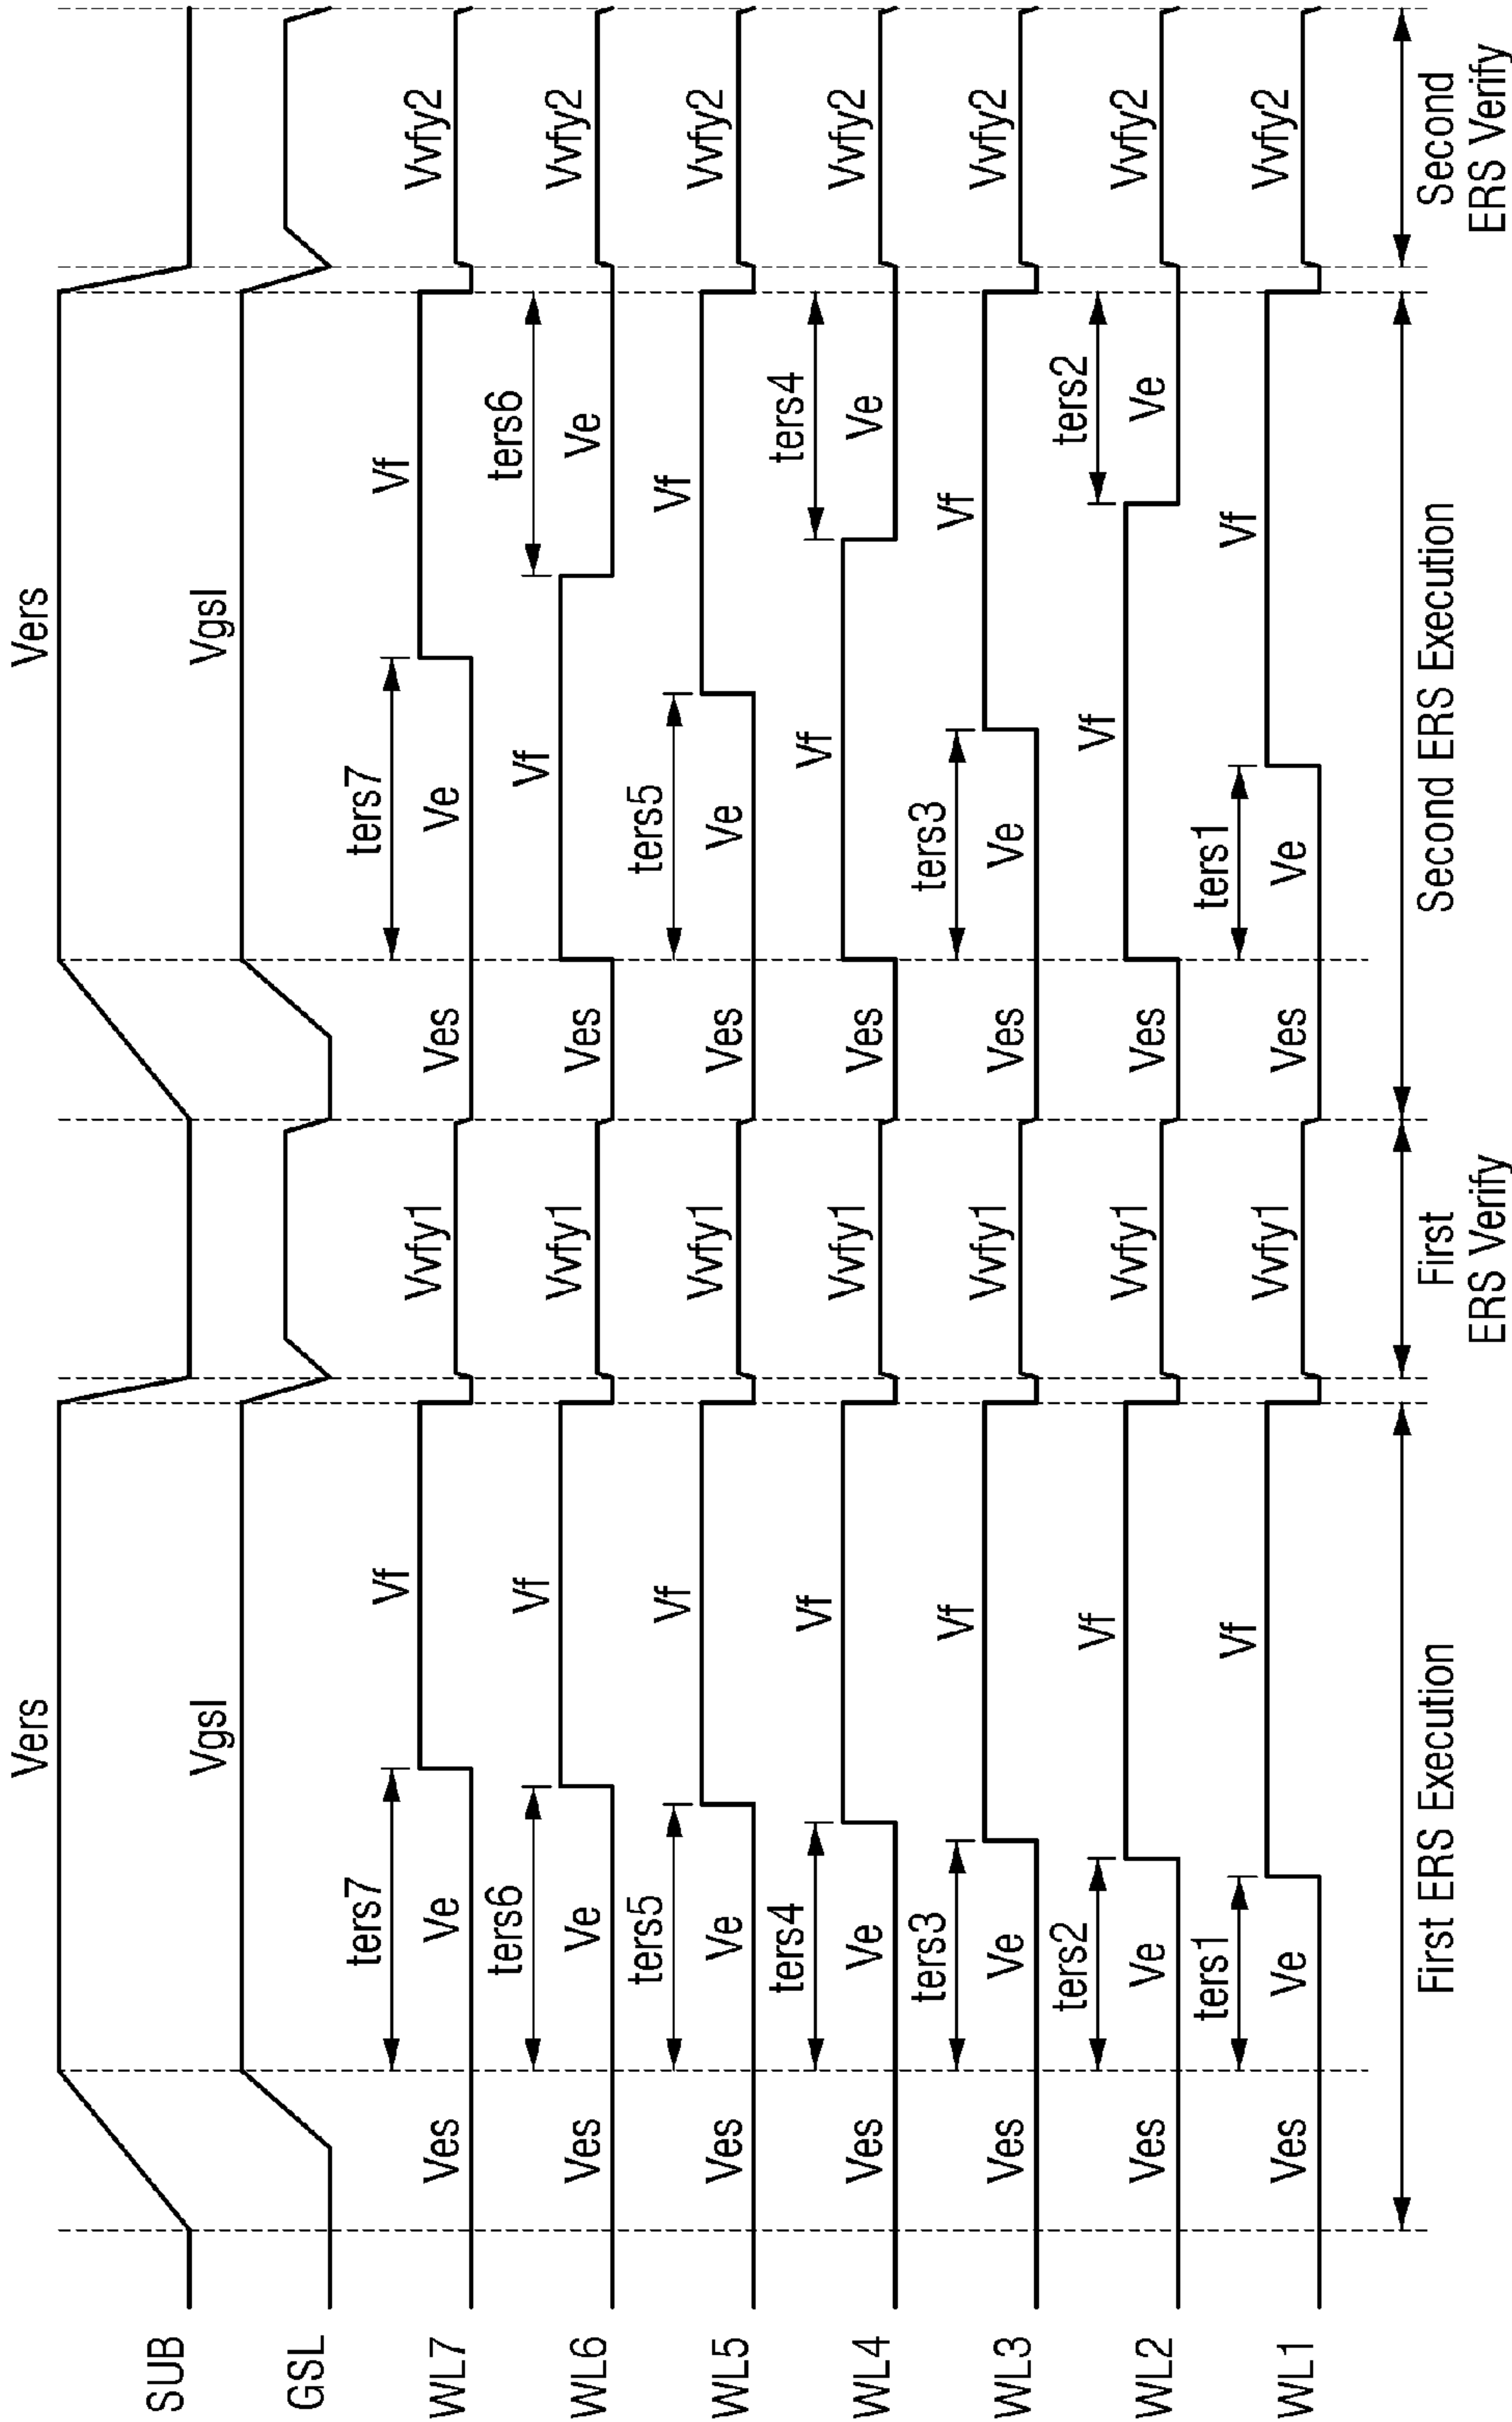 Vers
Vers
SUB
Vgsl
Vgsl
GSL
ters7
Vf
ters7
Vf
WL7
Ves
Ve
Vvfy1
Ves
Ve
Vvfy2
ters6
Vf
Vf
ters6
WL6
Ves
Ve
Vvfy1
Ves
Ve
Vvfy2
ters5
Vf
ters5
Vf
WL5
Ves
Ve
Vvfy1
Ves
Ve
Vvfy2
ters4
Vf
Vf
ters4
WL4
Ves
Ve
Vvfy1
Ves
Ve
Vvfy2
ters3
Vf
ters3
Vf
WL3
Ves
Ve
Vvfy1
Ves
Ve
Vvfy2
ters2
Vf
Vf
ters2
WL2
Ves
Ve
Vvfy1
Ves
Ve
Vvfy2
ters1
Vf
ters1
Vf
WL1
Ves
Ve
Vvfy1
Ves
Ve
Vvfy2
First ERS Execution
First
ERS Verify
Second ERS Execution
Second
ERS Verify